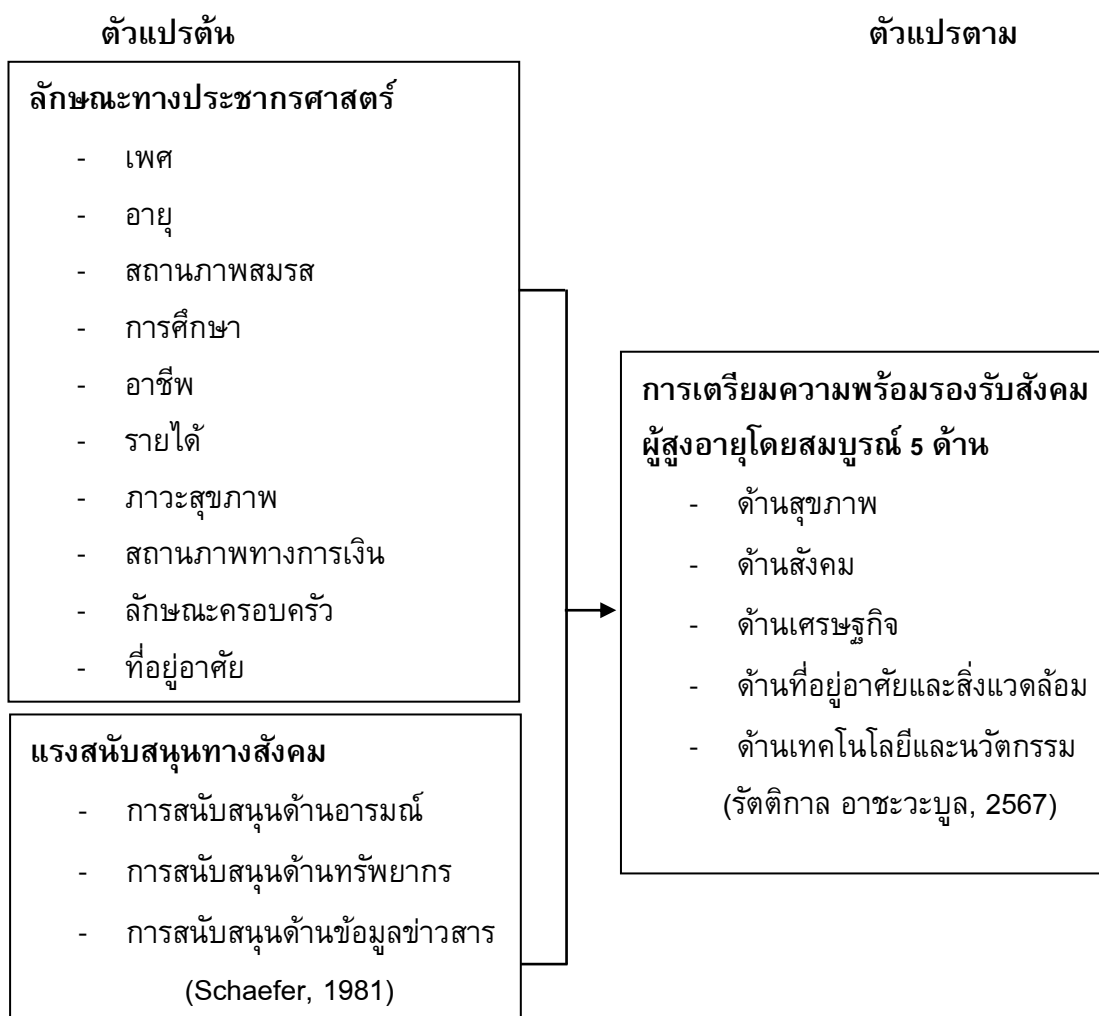 ตัวแปรต้น
ตัวแปรตาม
ลักษณะทางประชากรศาสตร์
- เพศ
- อายุ
- สถานภาพสมรส
- การศึกษา
- อาชีพ
- รายได้
- ภาวะสุขภาพ
- สถานภาพทางการเงิน
- ลักษณะครอบครัว
- ที่อยู่อาศัย
แรงสนับสนุนทางสังคม
- การสนับสนุนด้านอารมณ์
- การสนับสนุนด้านทรัพยากร
- การสนับสนุนด้านข้อมูลข่าวสาร
(Schaefer, 1981)
การเตรียมความพร้อมรองรับสังคม
ผู้สูงอายุโดยสมบูรณ์ 5 ด้าน
- ด้านสุขภาพ
- ด้านสังคม
- ด้านเศรษฐกิจ
- ด้านที่อยู่อาศัยและสิ่งแวดล้อม
- ด้านเทคโนโลยีและนวัตกรรม
(รัตติกาล อาชะวะบูล, 2567)